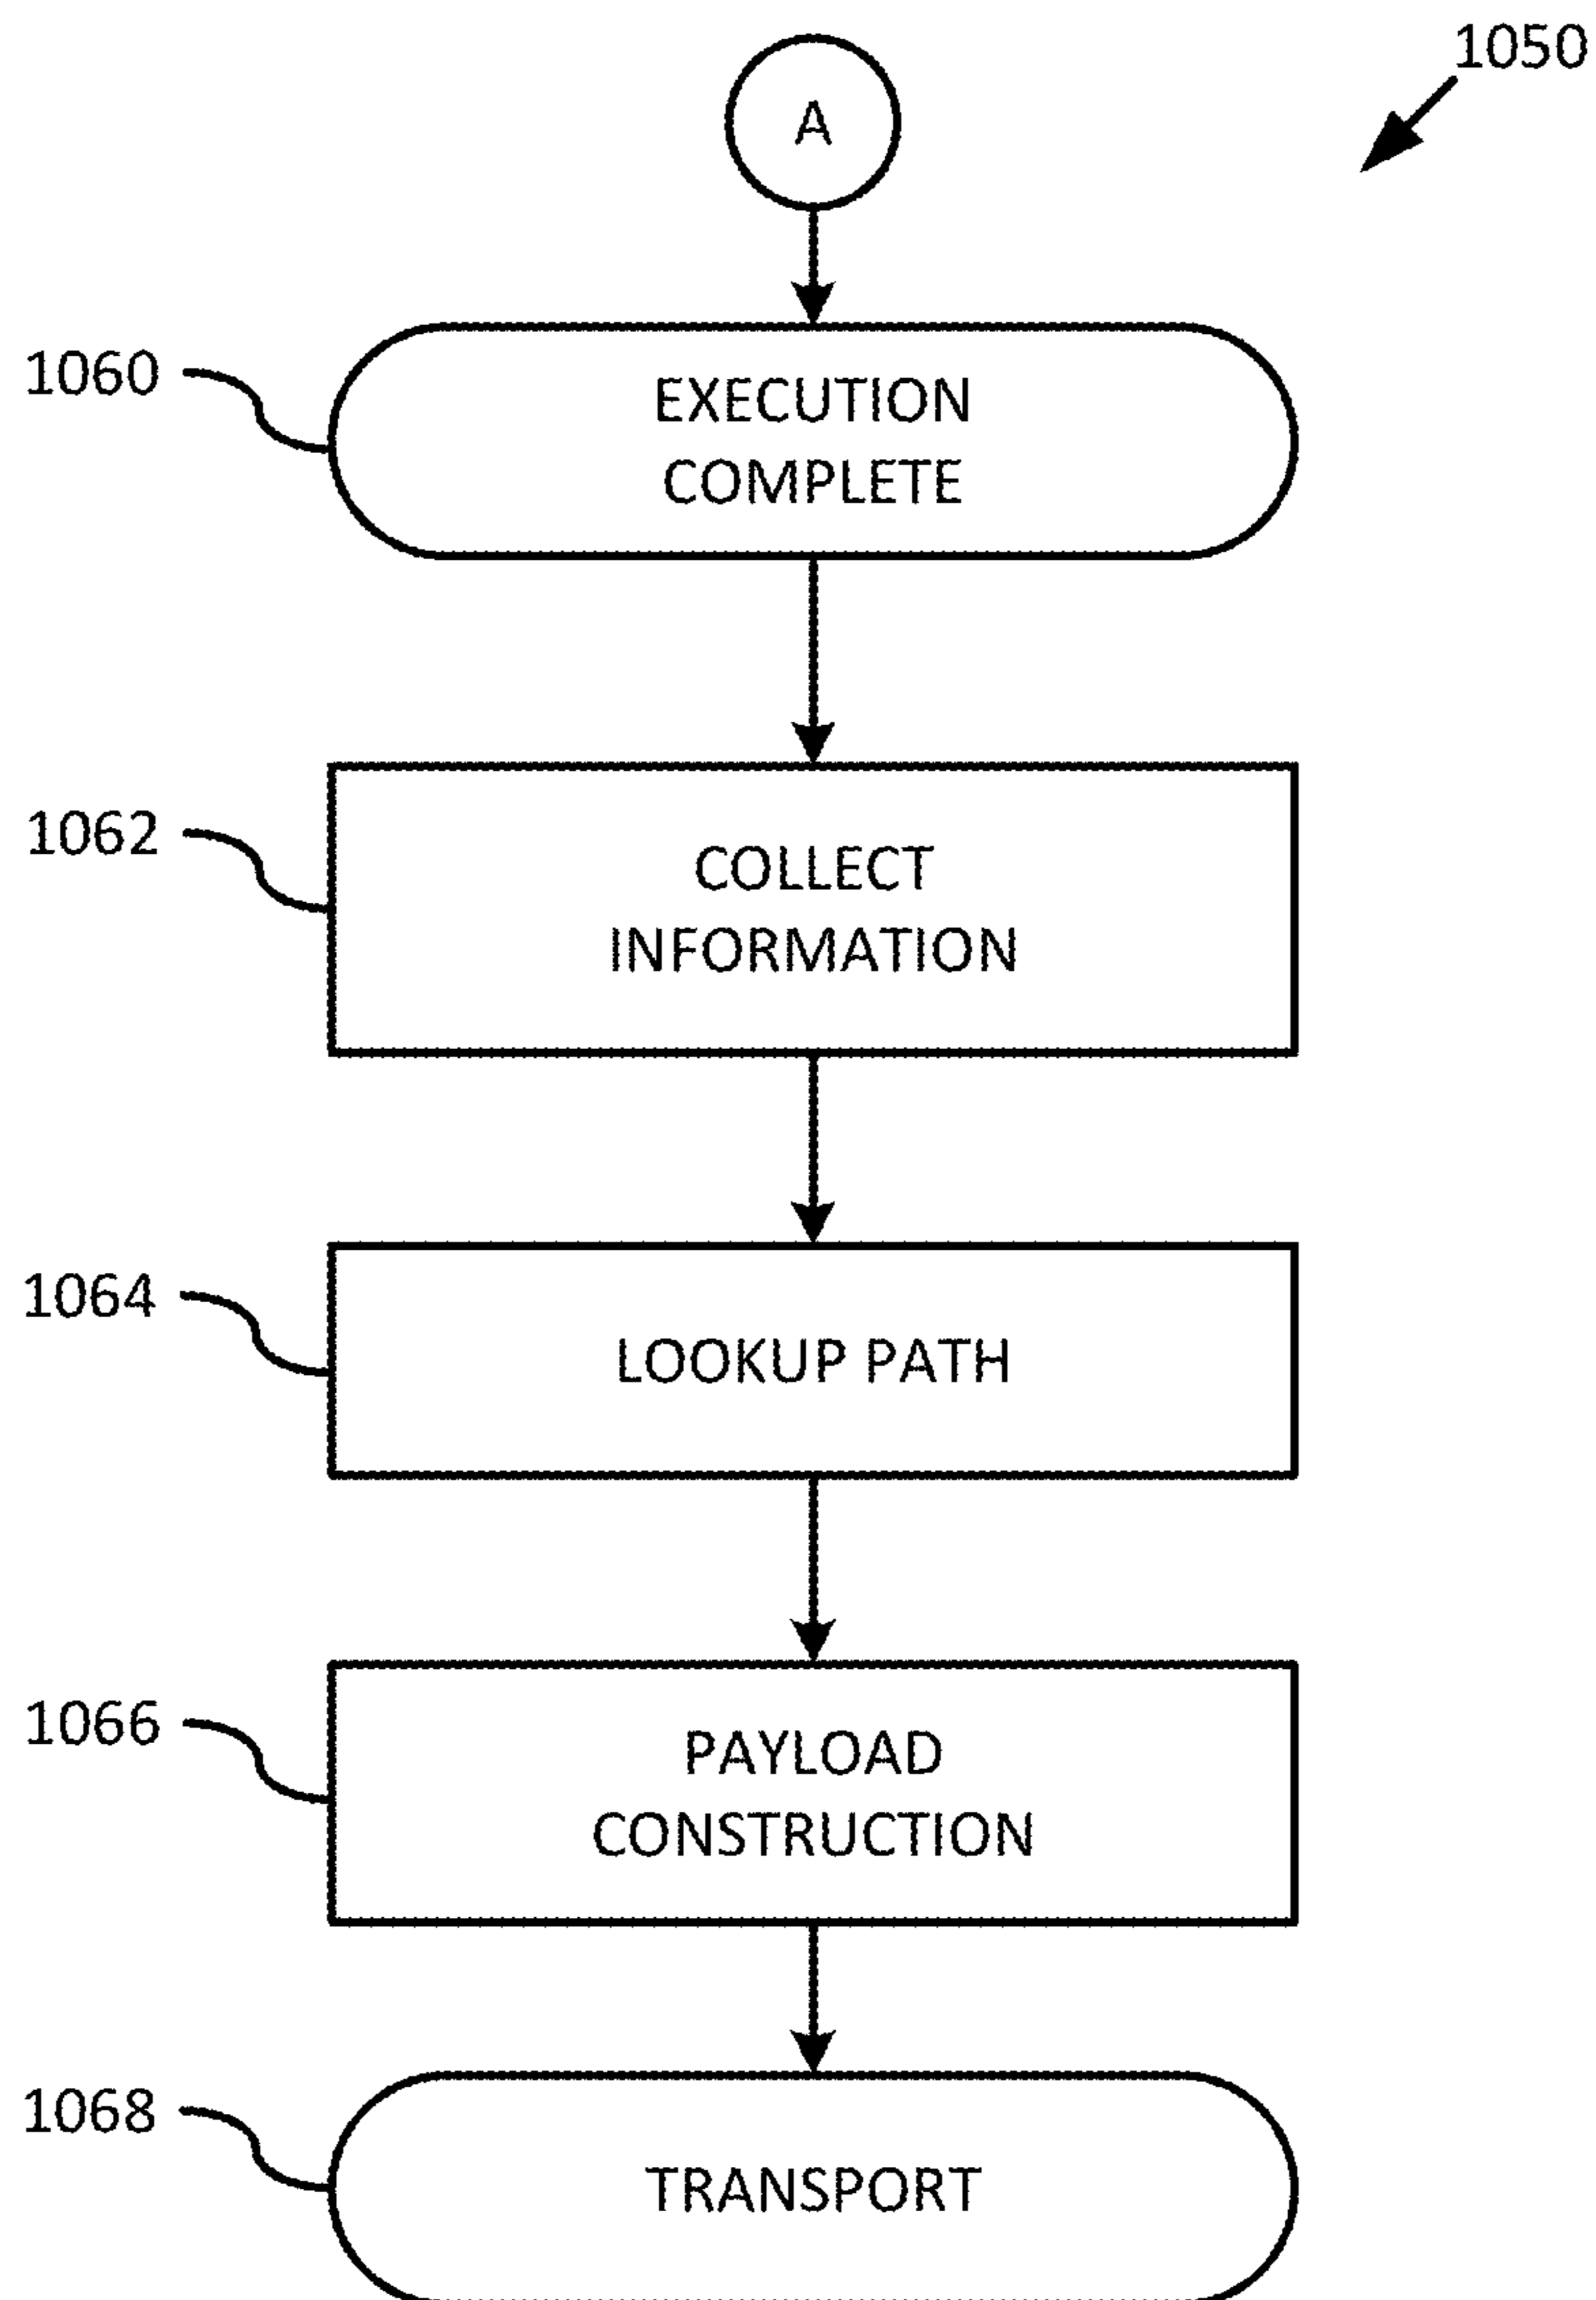 1050
A
1060
EXECUTION
COMPLETE
1062
COLLECT
INFORMATION
1064
LOOKUP PATH
1066
PAYLOAD
CONSTRUCTION
1068
TRANSPORT